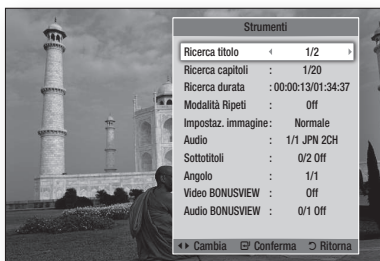 Strumenti
Ricerca titolo ◄ 1/2 ►
Ricerca capitoli : 1/20
Ricerca durata : 00:00:13/01:34:37
Modalità Ripeti : Off
Impostaz. immagine : Normale
Audio : 1/1 JPN 2CH
Sottotitoli : 0/2 Off
Angolo : 1/1
Video BONUSVIEW : Off
Audio BONUSVIEW : 0/1 Off
◄► Cambia Conferma Ritorna